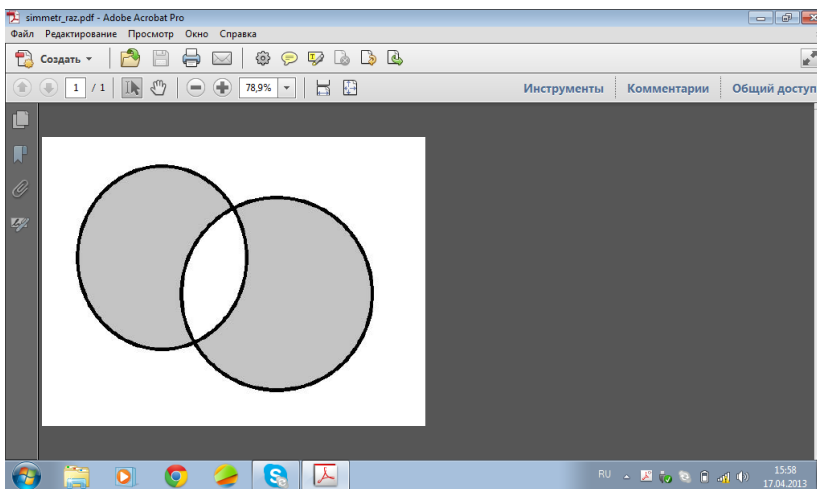 simmetr_raz.pdf - Adobe Acrobat Pro
Файл Редактирование Просмотр Окно Справка
Создать
1 / 1 78,9% Инструменты Комментарии Общий доступ
RU 15:58
17.04.2013